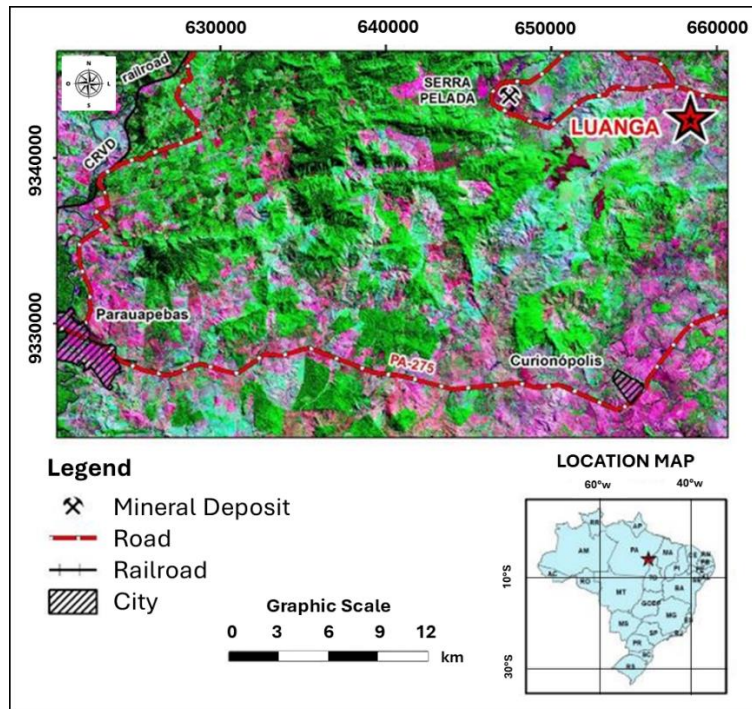 630000 640000 650000 660000
N
O L
S
railroad
CRVD
SERRA
PELADA
LUANGA
9340000
9330000
Parauapebas
PA-275
Curionópolis
Legend
Mineral Deposit
Road
Railroad
City
Graphic Scale
0 3 6 9 12
km
LOCATION MAP
60°w 40°w
10°S
30°S
RR AP
AM PA MA CE RN
PB
PI
AC RO TO
MT BA
GO DF
MG ES
MS SP RJ
PR
SC
RS